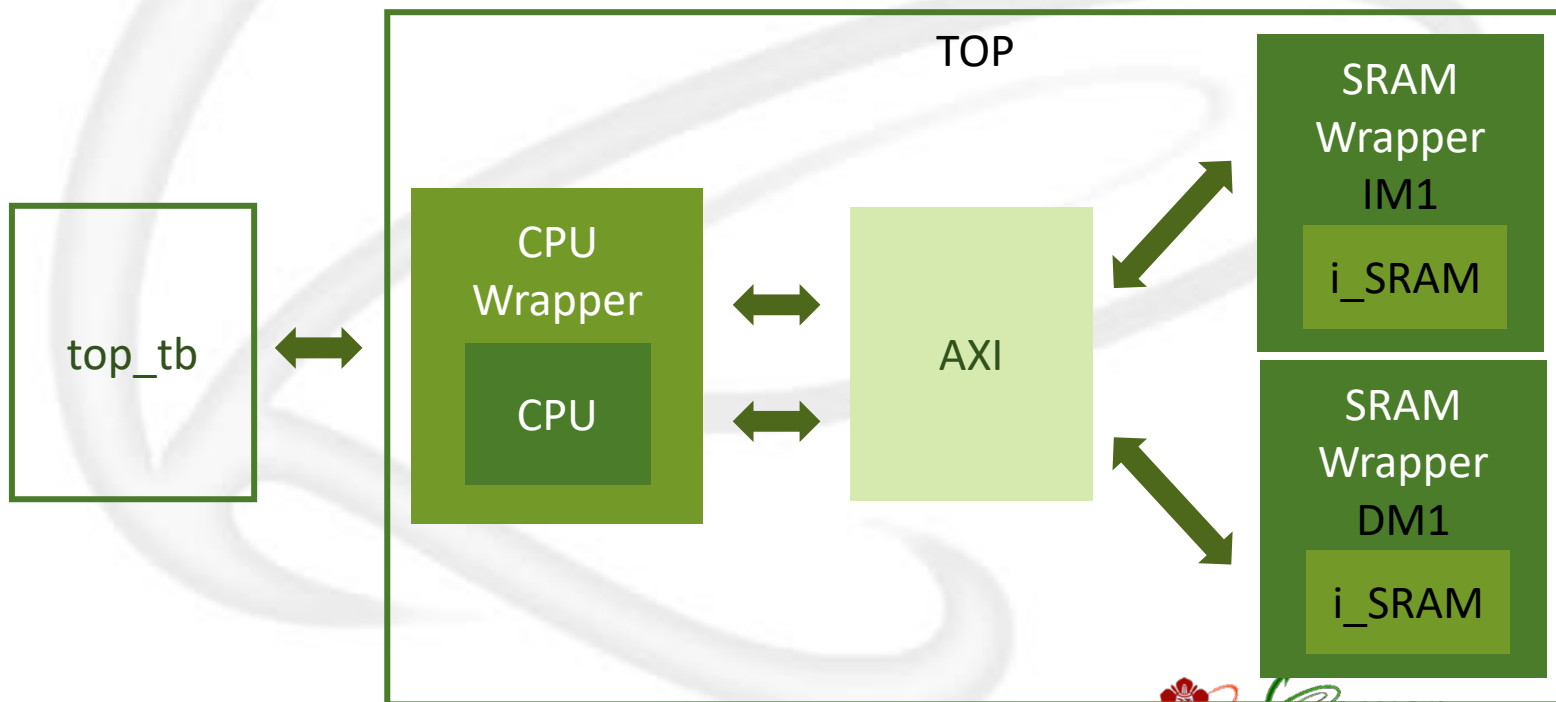 TOP
top_tb
CPU
Wrapper
CPU
AXI
SRAM
Wrapper
IM1
i_SRAM
SRAM
Wrapper
DM1
i_SRAM